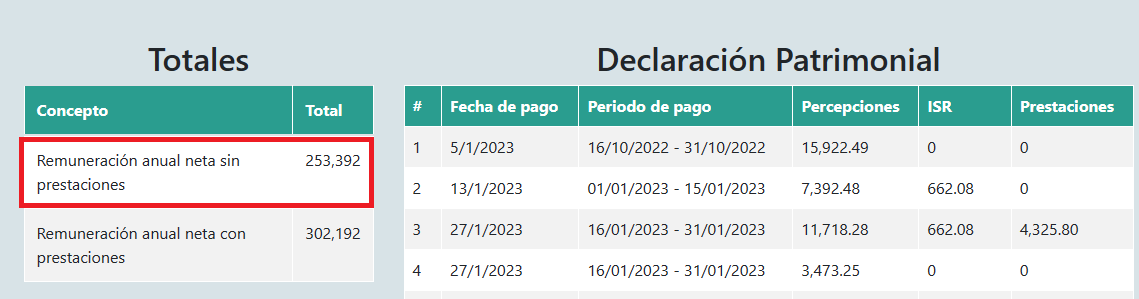 Totales
Concepto Total
Remuneración anual neta sin 253,392
prestaciones
Remuneración anual neta con 302,192
prestaciones
Declaración Patrimonial
# Fecha de pago Periodo de pago Percepciones ISR Prestaciones
1 5/1/2023 16/10/2022 - 31/10/2022 15,922.49 0 0
2 13/1/2023 01/01/2023 - 15/01/2023 7,392.48 662.08 0
3 27/1/2023 16/01/2023 - 31/01/2023 11,718.28 662.08 4,325.80
4 27/1/2023 16/01/2023 - 31/01/2023 3,473.25 0 0